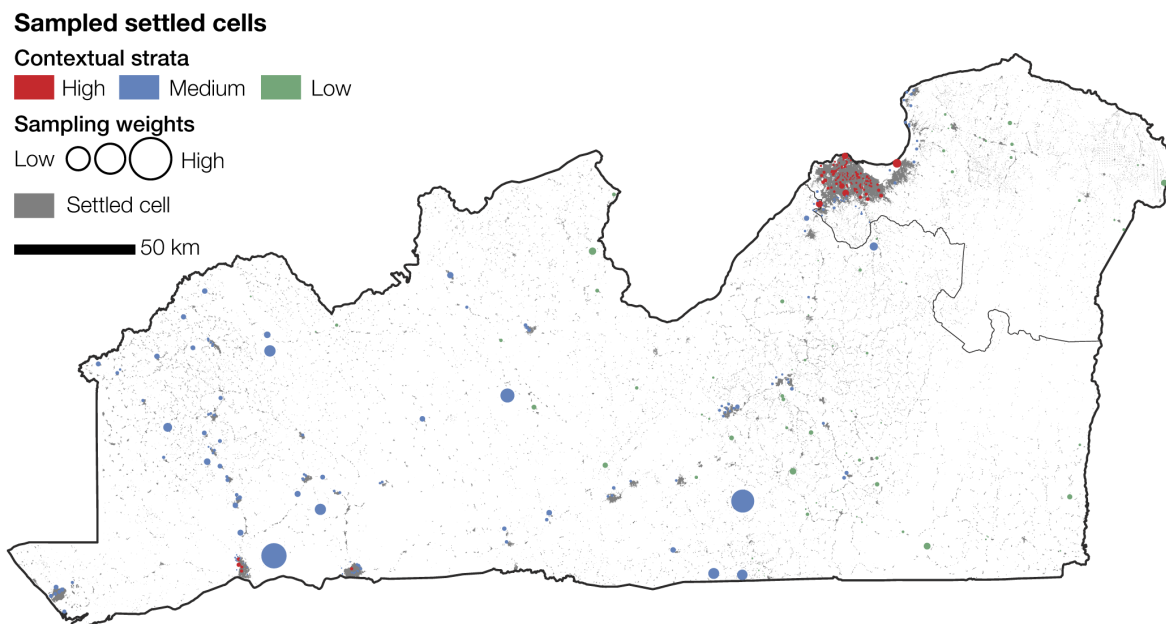 Sampled settled cells
Contextual strata
High Medium Low
Sampling weights
Low High
Settled cell
50 km